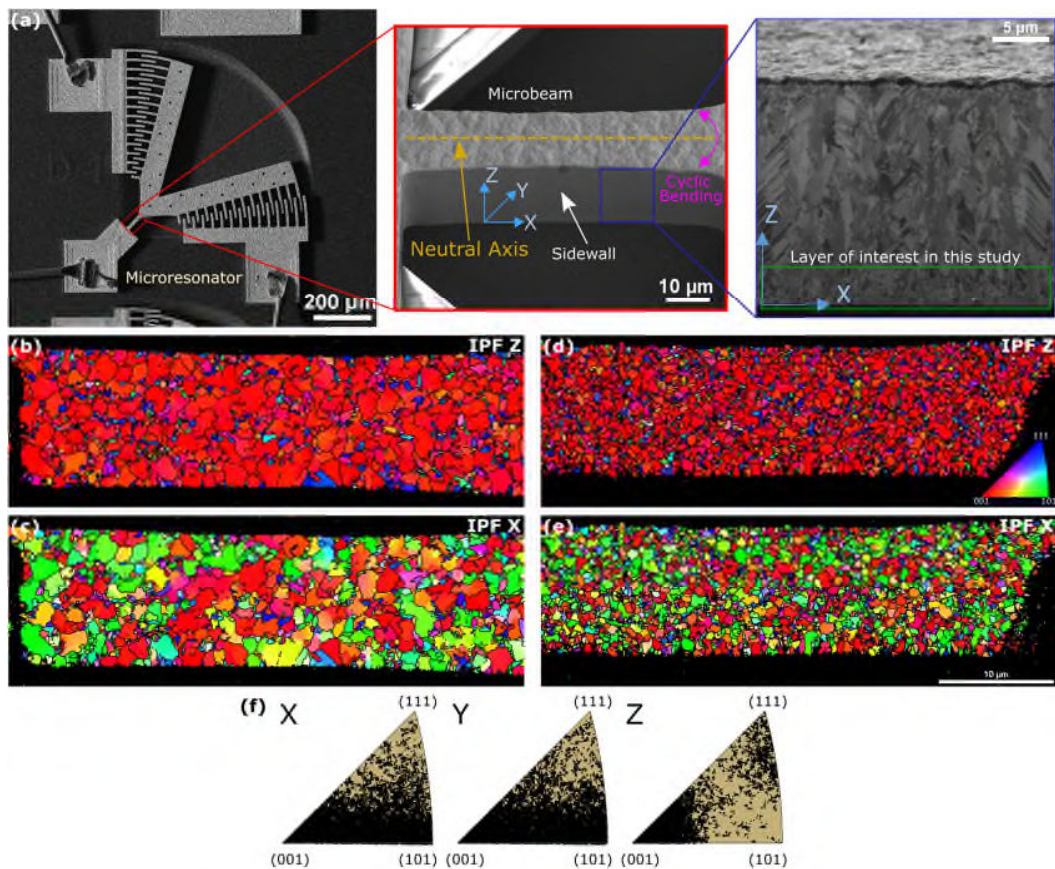 (a)
Microresonator
200 µm
Microbeam
Z
Y
X
Cyclic
Bending
Neutral Axis
Sidewall
10 µm
5 µm
Z
Layer of interest in this study
X
(b)
IPF Z
(d)
IPF Z
111
001
101
(c)
IPF X
(e)
IPF X
10 µm
(f)
X
(111)
Y
(111)
Z
(111)
(001)
(101)
(001)
(101)
(001)
(101)